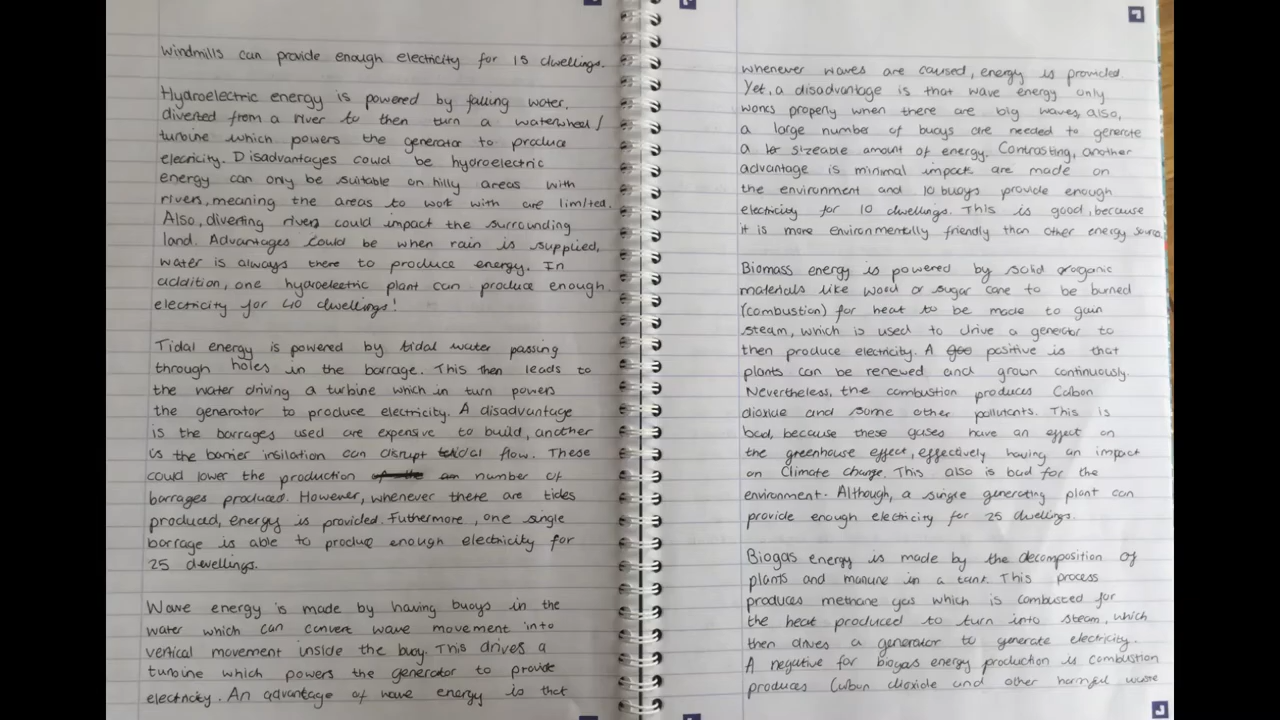 windmills can provide enough electricity for 15 dwellings.
Hydroelectric energy is powered by falling water,
diverted from a river to then turn a waterwheel/
turbine which powers the generator to produce
elecricity. Disadvantages could be hydroelectric
energy can only be suitable on hilly areas with
rivers, meaning the areas to work with are limited.
Also, diverting rivers could impact the surrounding
land. Advantages could be when rain is supplied,
water is always there to produce energy. In
addition, one hydroelectric plant can produce enough
electricity for 40 dwellings!
Tidal energy is powered by tidal water passing
through holes in the barrage. This then leads to
the water driving a turbine which in turn powers
the generator to produce electricity. A disadvantage
is the barrages used are expensive to build, another
is the barrier insilation can disrupt tidal flow. These
could lower the production number of
barrages produced. However, whenever there are tides
produced, energy is provided. Futhermore, one single
barrage is able to produce enough electricity for
25 dwellings.
Wave energy is made by having buoys in the
water which can convert wave movement into
vertical movement inside the buoy. This drives a
turbine which powers the generator to provide
electricity. An advantage of wave energy is that
whenever waves are caused, energy is provided.
Yet, a disadvantage is that wave energy only
works properly when there are big waves, also,
a large number of buoys are needed to generate
a sizeable amount of energy. Contrasting, another
advantage is minimal impact are made on
the environment and 10 buoys provide enough
electricity for 10 dwellings. This is good, because
it is more environmentally friendly than other energy
Biomass energy is powered by solid organic
materials like wood or sugar cane to be burned
(combustion) for heat to be made to gain
steam, which is used to drive a generator to
then produce electricity. A positive is that
plants can be renewed and grown continuously.
Nevertheless, the combustion produces Carbon
dioxide and some other pollutants. This is
bad, because these gases have an effect on
the greenhouse effect, effectively having an impact
on Climate change. This also is bad for the
environment. Although, a single generating plant can
provide enough electricity for 25 dwellings.
Biogas energy is made by the decomposition of
plants and manure in a tank. This process
produces methane gas which is combusted for
the heat produced to turn into steam, which
then drives a generator to generate electricity.
A negative for biogas energy production is combustion
produces Carbon dioxide and other harmful waste